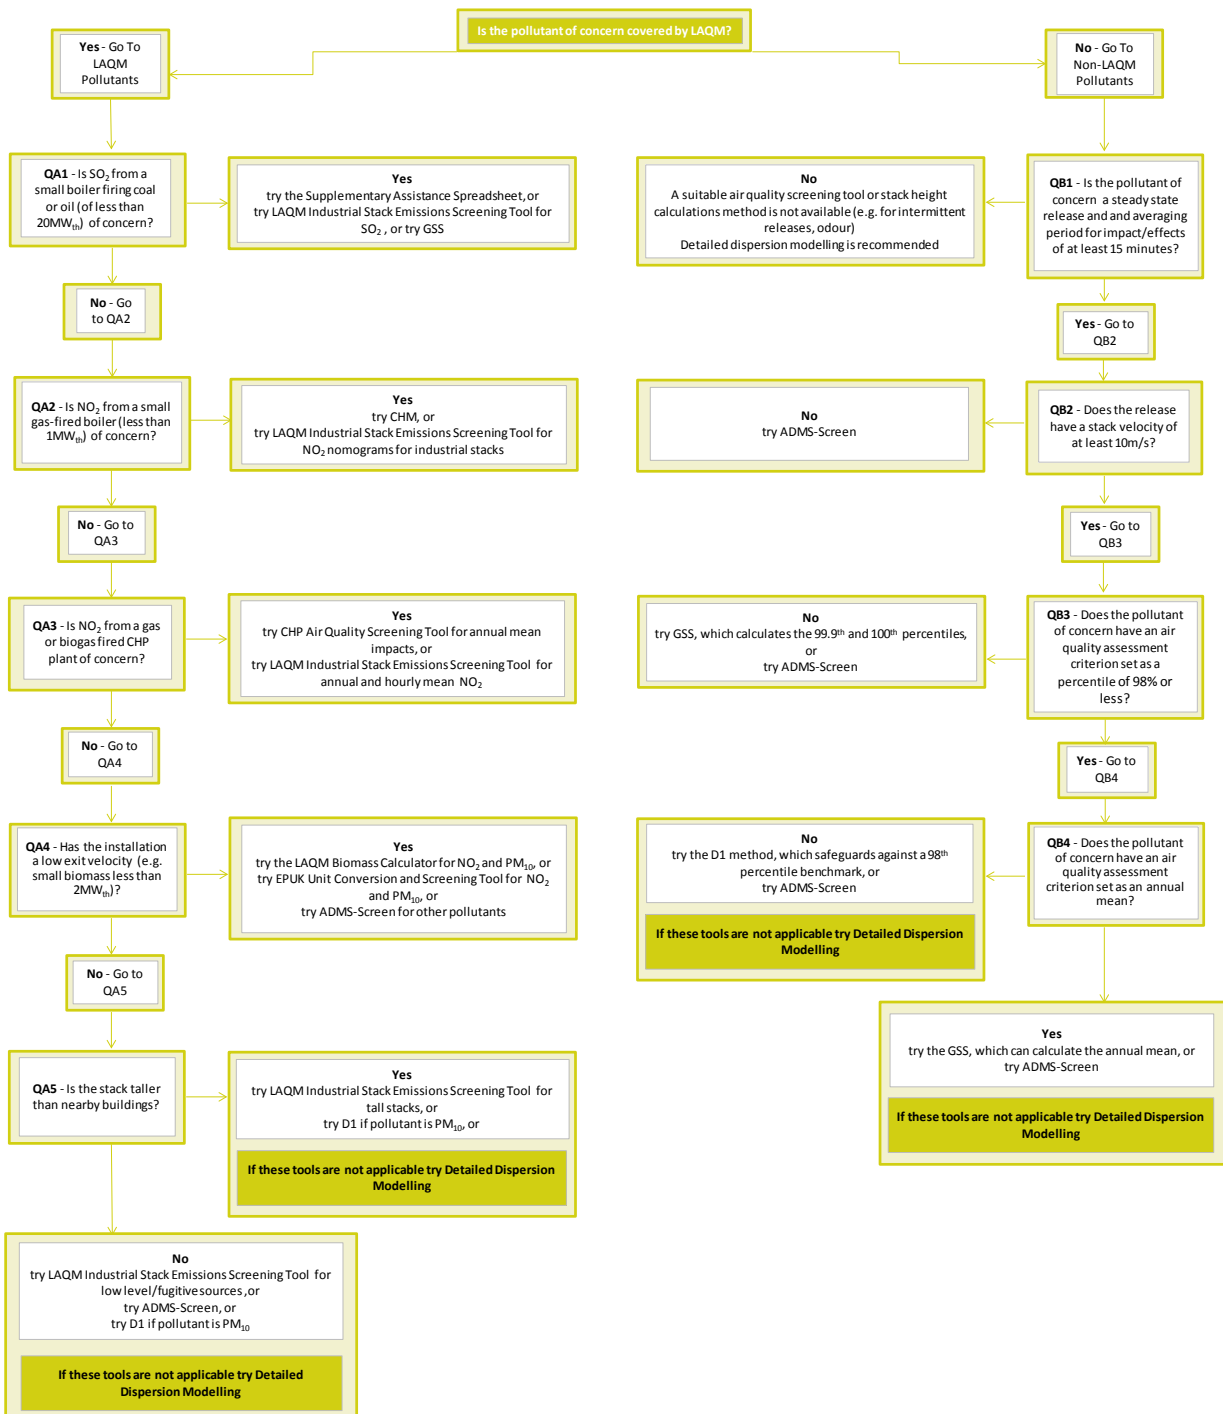 Is the pollutant of concern covered by LAQM?
Yes - Go To
LAQM
Pollutants
No - Go To
Non-LAQM
Pollutants
QA1 - Is SO2 from a
small boiler firing coal
or oil (of less than
20MWth) of concern?
Yes
try the Supplementary Assistance Spreadsheet, or
try LAQM Industrial Stack Emissions Screening Tool for
SO2 , or try GSS
No - Go
to QA2
QA2 - Is NO2 from a small
gas-fired boiler (less than
1MWth) of concern?
Yes
try CHM, or
try LAQM Industrial Stack Emissions Screening Tool for
NO2 nomograms for industrial stacks
No - Go to
QA3
QA3 - Is NO2 from a gas
or biogas fired CHP
plant of concern?
Yes
try CHP Air Quality Screening Tool for annual mean
impacts, or
try LAQM Industrial Stack Emissions Screening Tool for
annual and hourly mean NO2
No - Go to
QA4
QA4 - Has the installation
a low exit velocity (e.g.
small biomass less than
2MWth)?
Yes
try the LAQM Biomass Calculator for NO2 and PM10, or
try EPUK Unit Conversion and Screening Tool for NO2
and PM10, or
try ADMS-Screen for other pollutants
No - Go to
QA5
QA5 - Is the stack taller
than nearby buildings?
Yes
try LAQM Industrial Stack Emissions Screening Tool for
tall stacks, or
try D1 if pollutant is PM10, or
If these tools are not applicable try Detailed Dispersion
Modelling
No
try LAQM Industrial Stack Emissions Screening Tool for
low level/fugitive sources ,or
try ADMS-Screen, or
try D1 if pollutant is PM10
If these tools are not applicable try Detailed
Dispersion Modelling
QB1 - Is the pollutant of
concern a steady state
release and and averaging
period for impact/effects
of at least 15 minutes?
No
A suitable air quality screening tool or stack height
calculations method is not available (e.g. for intermittent
releases, odour)
Detailed dispersion modelling is recommended
Yes - Go to
QB2
QB2 - Does the release
have a stack velocity of
at least 10m/s?
No
try ADMS-Screen
Yes - Go to
QB3
QB3 - Does the pollutant
of concern have an air
quality assessment
criterion set as a
percentile of 98% or
less?
No
try GSS, which calculates the 99.9th and 100th percentiles,
or
try ADMS-Screen
Yes - Go to
QB4
QB4 - Does the pollutant
of concern have an air
quality assessment
criterion set as an annual
mean?
No
try the D1 method, which safeguards against a 98th
percentile benchmark, or
try ADMS-Screen
If these tools are not applicable try Detailed Dispersion
Modelling
Yes
try the GSS, which can calculate the annual mean, or
try ADMS-Screen
If these tools are not applicable try Detailed Dispersion
Modelling